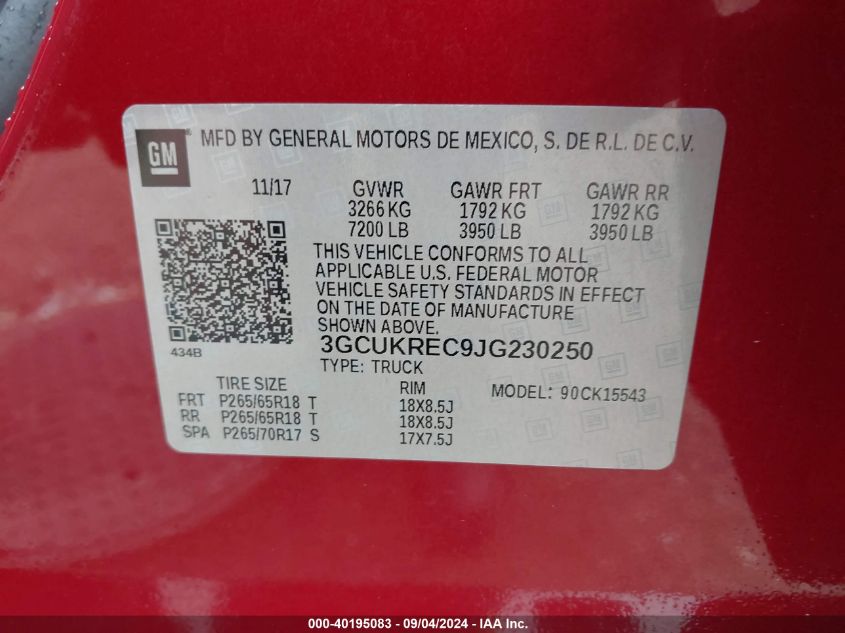 GM ® MFD BY GENERAL MOTORS DE MEXICO, S. DE R.L. DE C.V.
11/17 GVWR GAWR FRT GAWR RR
3266 KG 1792 KG 1792 KG
7200 LB 3950 LB 3950 LB
THIS VEHICLE CONFORMS TO ALL
APPLICABLE U.S. FEDERAL MOTOR
VEHICLE SAFETY STANDARDS IN EFFECT
ON THE DATE OF MANUFACTURE
SHOWN ABOVE.
434B
3GCUKREC9JG230250
TYPE: TRUCK
TIRE SIZE RIM MODEL: 90CK15543
FRT P265/65R18 T 18X8.5J
RR P265/65R18 T 18X8.5J
SPA P265/70R17 S 17X7.5J
000-40195083 - 09/04/2024 - IAA Holdings, LLC.